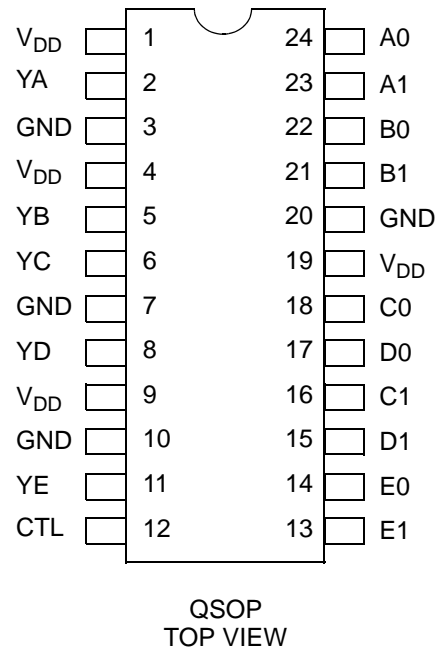 VDD 1 24 A0
YA 2 23 A1
GND 3 22 B0
VDD 4 21 B1
YB 5 20 GND
YC 6 19 VDD
GND 7 18 C0
YD 8 17 D0
VDD 9 16 C1
GND 10 15 D1
YE 11 14 E0
CTL 12 13 E1
QSOP
TOP VIEW